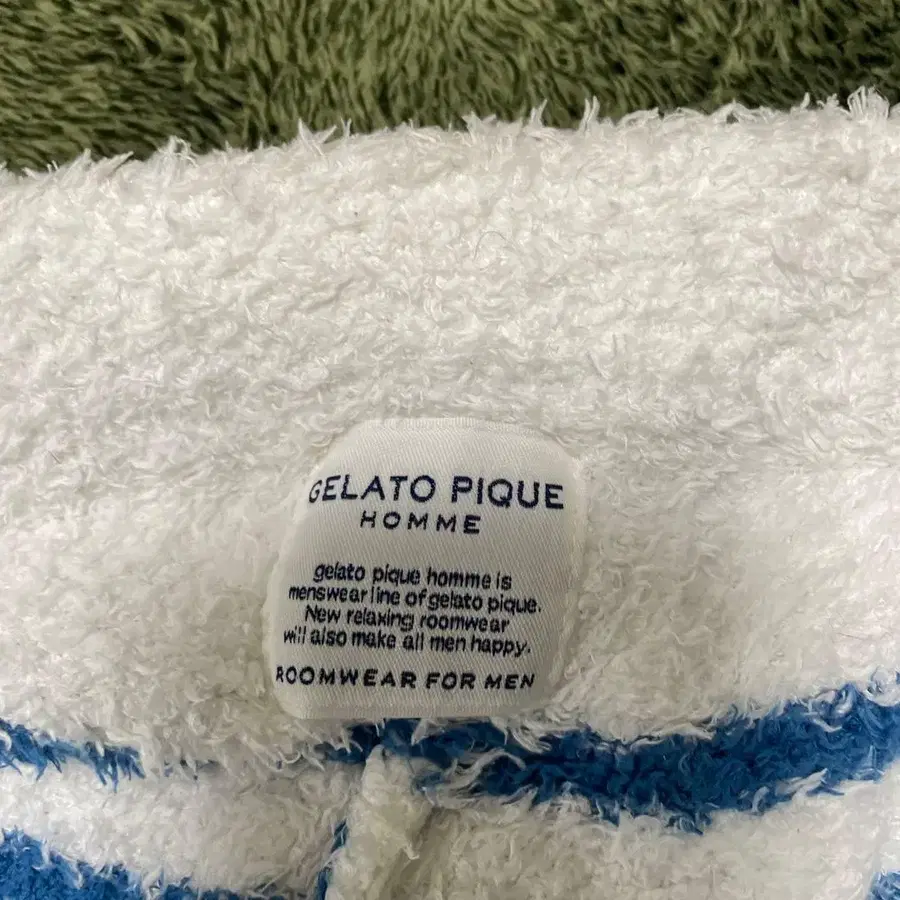 GELATO PIQUE
HOMME
gelato pique homme is
menswear line of gelato pique.
New relaxing roomwear
will also make all men happy.
ROOMWEAR FOR MEN